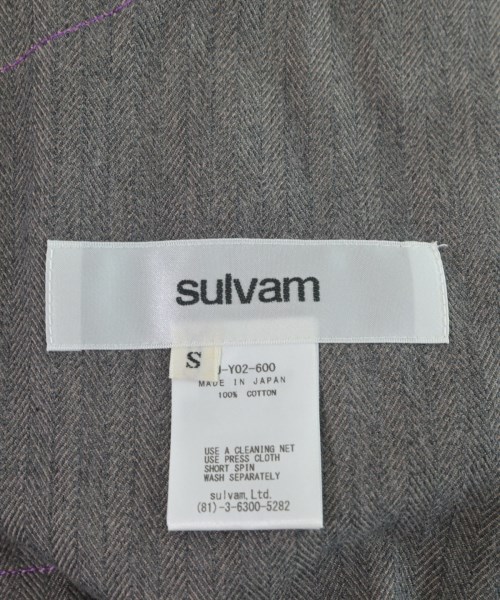 sulvam
S
-Y02-600
MADE IN JAPAN
100% COTTON
USE A CLEANING NET
USE PRESS CLOTH
SHORT SPIN
WASH SEPARATELY
sulvam.Ltd.
(81)-3-6300-5282